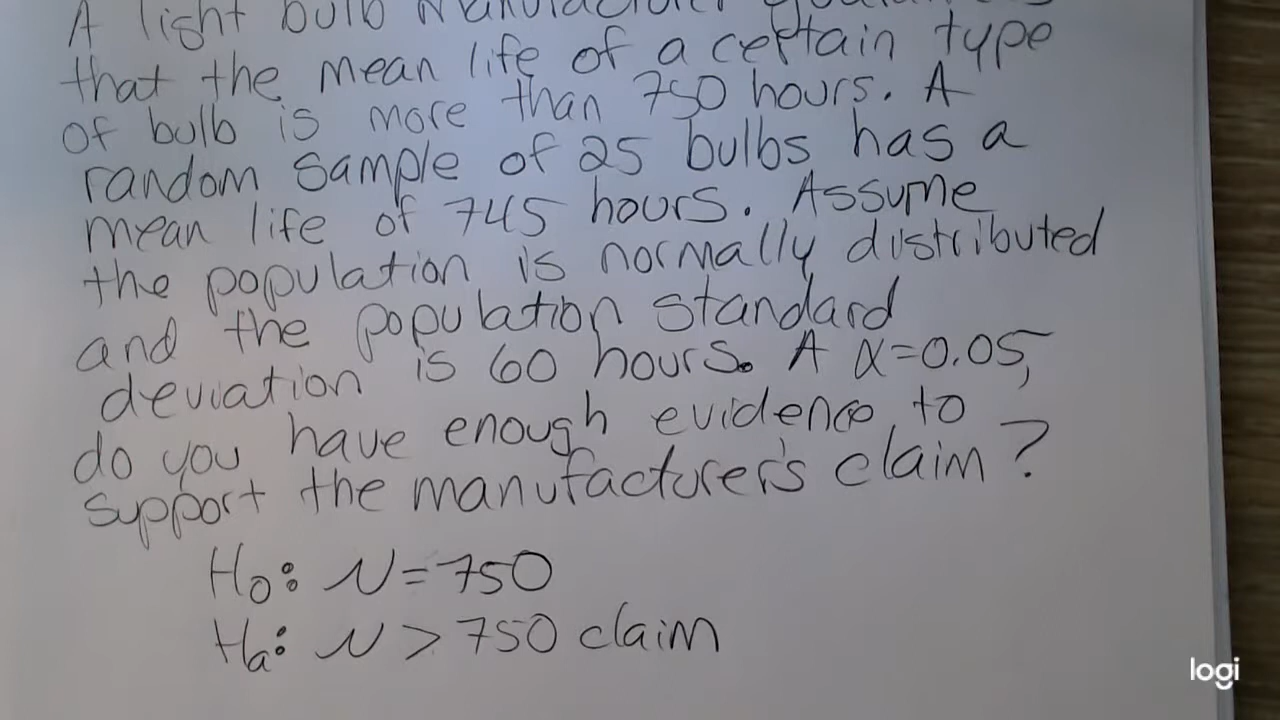 A light bulb Manufacturer
that the mean life of a certain type
of bulb is more than 750 hours. A
random sample of 25 bulbs has a
mean life of 745 hours. Assume
the population is normally distributed
and the population standard
deviation is 60 hours. A α=0.05,
do you have enough evidence to
support the manufacturer's claim?
H₀: μ=750
Hₐ: μ > 750 claim
logi